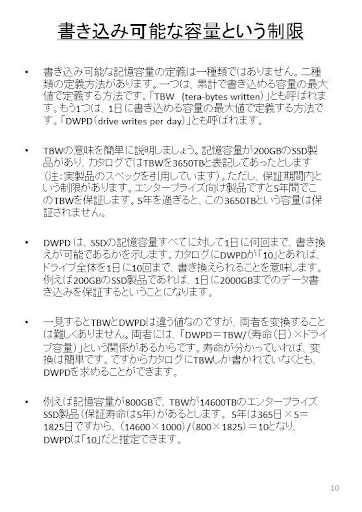 書き込み可能な容量という制限
• 書き込み可能な記憶容量の定義は一種類ではありません。二種
類の定義方法があります。一つは、累計で書き込める容量の最大
値で定義する方法です。「TBW (tera-bytes written)」とも呼ばれま
す。もう1つは、1日に書き込める容量の最大値で定義する方法で
す。「DWPD(drive writes per day)」とも呼ばれます。
• TBWの意味を簡単に説明しましょう。記憶容量が200GBのSSD製
品があり、カタログではTBWを3650TBと表記してあったとします
(注:実製品のスペックを引用しています)。ただし、保証期間内と
いう制限があります。エンタープライズ向け製品ですと5年間でこ
のTBWを保証します。5年を過ぎると、この3650TBという容量は保
証されません。
• DWPD は、SSDの記憶容量すべてに対して1日に何回まで、書き換
えが可能であるかを示します。カタログにDWPDが「10」とあれば、
ドライブ全体を1日に10回まで、書き換えられることを意味します。
例えば200GBのSSD製品であれば、1日に2000GBまでのデータ書
き込みを保証するということになります。
• 一見するとTBWとDWPDは違う値なのですが、両者を変換すること
は難しくありません。両者には、「DWPD=TBW/(寿命(日)×ドライ
ブ容量)」という関係があるからです。寿命が分かっていれば、変
換は簡単です。ですからカタログにTBWしか書かれていなくとも、
DWPDを求めることができます。
• 例えば記憶容量が800GBで、TBWが14600TBのエンタープライズ
SSD製品(保証寿命は5年)があるとします。 5年は365日×5=
1825日ですから、(14600×1000)/(800×1825)=10となり、
DWPDは「10」だと推定できます。
10